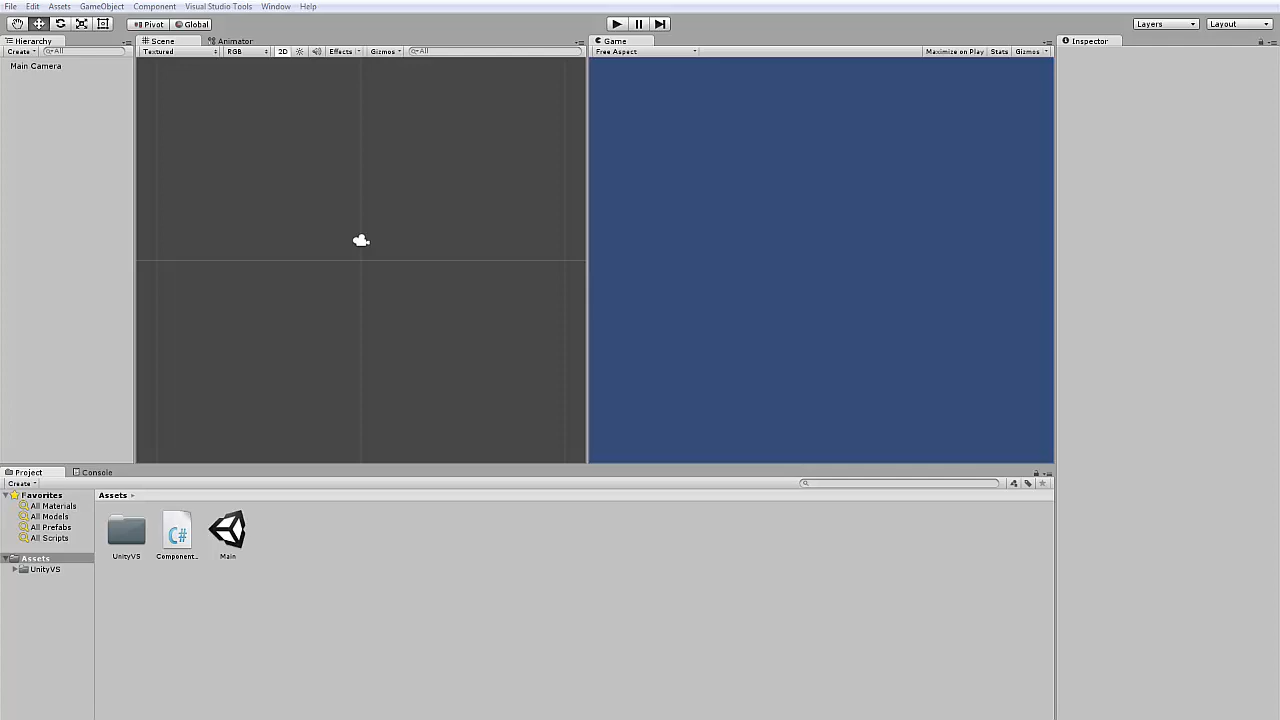 File Edit Assets GameObject Component Visual Studio Tools Window Help
Pivot Global Layers Layout
Hierarchy Scene Animator Game Inspector
Create All Textured RGB 2D Effects Gizmos All Free Aspect Maximize on Play Stats Gizmos
Main Camera
Project Console
Create
Favorites Assets
All Materials
All Models
All Prefabs
All Scripts
C#
UnityVS Component... Main
Assets
UnityVS